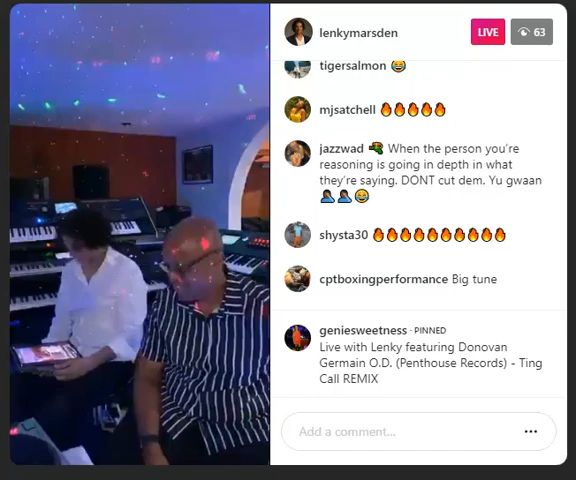 lenkymarsden
LIVE
63
tigersalmon 😂
mjsatchell 🔥🔥🔥🔥🔥
jazzwad 🔫 When the person you're
reasoning is going in depth in what
they're saying. DONT cut dem. Yu gwaan
🤦🏿‍♂️🤦🏿‍♂️😂
shysta30 🔥🔥🔥🔥🔥🔥🔥🔥🔥🔥
cptboxingperformance Big tune
geniesweetness · PINNED
Live with Lenky featuring Donovan
Germain O.D. (Penthouse Records) - Ting
Call REMIX
Add a comment...